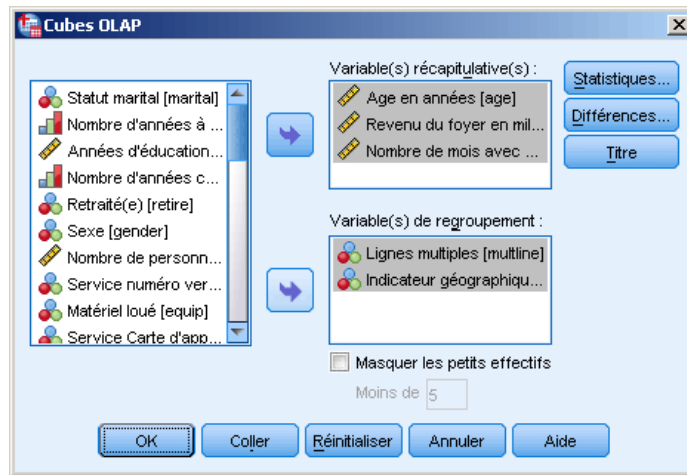 Cubes OLAP
Statut marital [marital]
Nombre d'années à ...
Années d'éducation...
Nombre d'années c...
Retraité(e) [retire]
Sexe [gender]
Nombre de personn...
Service numéro ver...
Matériel loué [equip]
Service Carte d'app...
Variable(s) récapitulative(s) :
Age en années [age]
Revenu du foyer en mil...
Nombre de mois avec ...
Variable(s) de regroupement :
Lignes multiples [multline]
Indicateur géographiqu...
Masquer les petits effectifs
Moins de 5
Statistiques...
Différences...
Titre
OK Coller Réinitialiser Annuler Aide